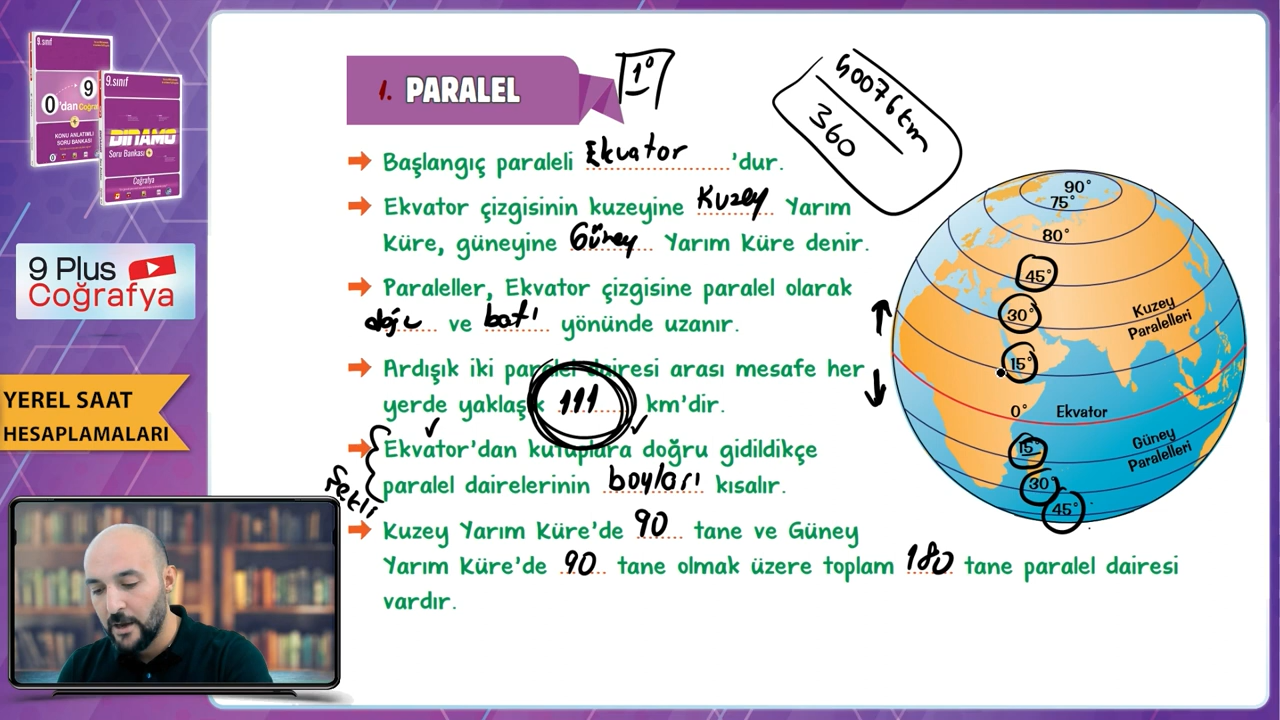 9.sınıf
0'dan 9
Coğrafya
KONU ANLATIMLI
SORU BANKASI
9.sınıf
DİNAMO
Soru Bankası
Coğrafya
9 Plus
Coğrafya
YEREL SAAT
HESAPLAMALARI
1. PARALEL
1°
40076 km
360
Başlangıç paraleli Ekvator 'dur.
Ekvator çizgisinin kuzeyine Kuzey Yarım
Küre, güneyine Güney Yarım Küre denir.
Paraleller, Ekvator çizgisine paralel olarak
doğu ve batı yönünde uzanır.
Ardışık iki paralel dairesi arası mesafe her
yerde yaklaşık 111 km'dir.
Ekvator'dan kutuplara doğru gidildikçe
paralel dairelerinin boyları kısalır.
Şekli
Kuzey Yarım Küre'de 90 tane ve Güney
Yarım Küre'de 90 tane olmak üzere toplam 180 tane paralel dairesi
vardır.
90°
75°
80°
45°
30°
Kuzey
Paralelleri
15°
0° Ekvator
15°
Güney
Paralelleri
30°
45°